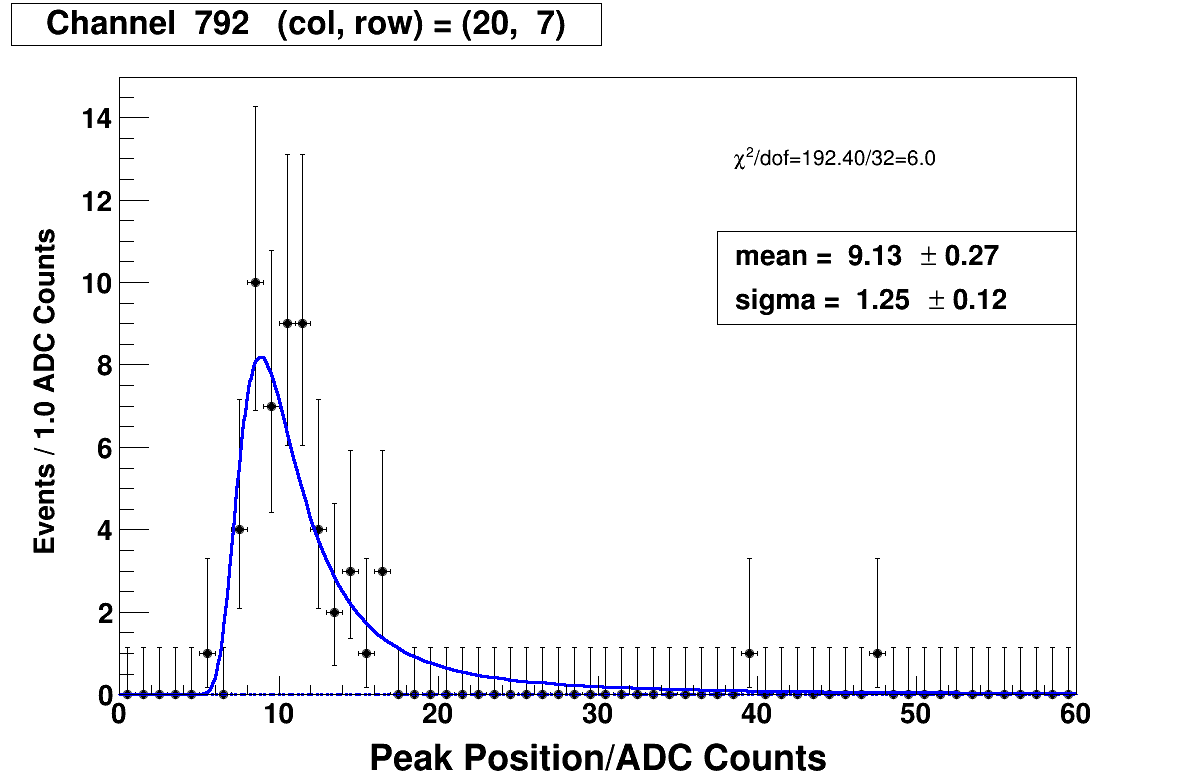 Channel 792 (col, row) = (20, 7)
χ²/dof=192.40/32=6.0
mean = 9.13 ± 0.27
sigma = 1.25 ± 0.12
Events / 1.0 ADC Counts
14
12
10
8
6
4
2
0
0 10 20 30 40 50 60
Peak Position/ADC Counts